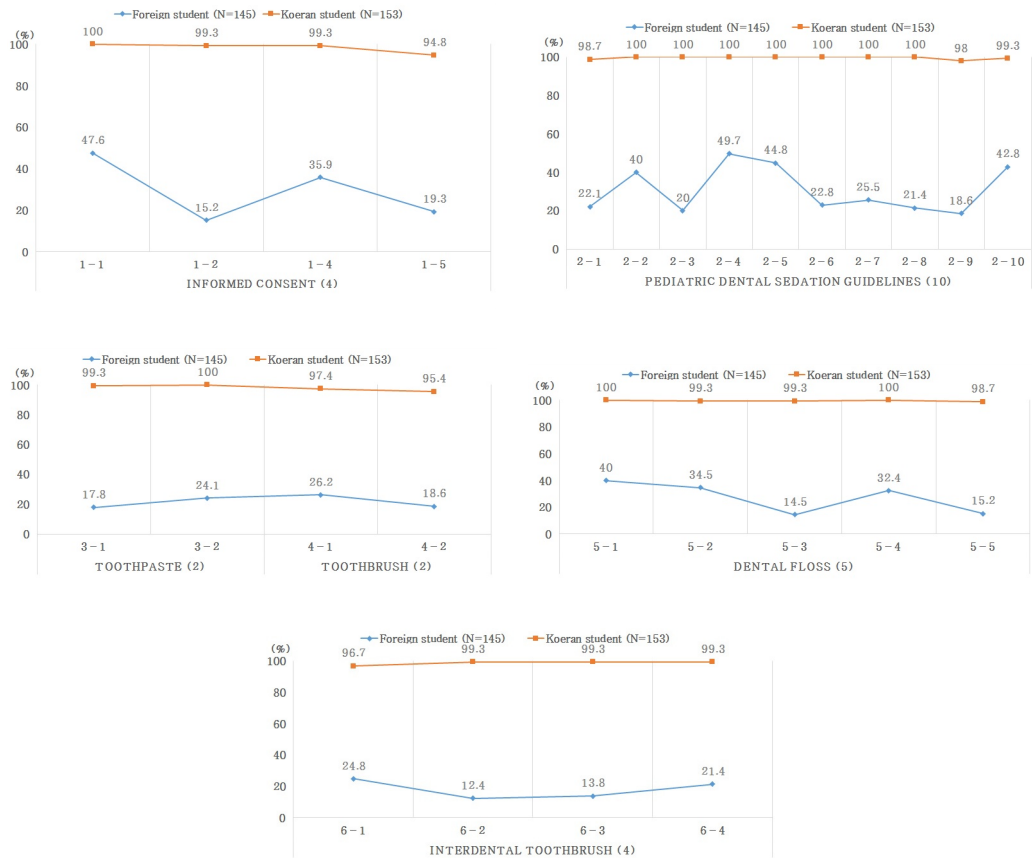 Foreign student (N=145) Koeran student (N=153)
(%)
100 99.3 99.3 94.8
100
80
60
40
20
0
47.6 15.2 35.9 19.3
1-1 1-2 1-4 1-5
INFORMED CONSENT (4)
Foreign student (N=145) Koeran student (N=153)
(%)
98.7 100 100 100 100 100 100 100 98 99.3
100
80
60
40
20
0
22.1 40 20 49.7 44.8 22.8 25.5 21.4 18.6 42.8
2-1 2-2 2-3 2-4 2-5 2-6 2-7 2-8 2-9 2-10
PEDIATRIC DENTAL SEDATION GUIDELINES (10)
Foreign student (N=145) Koeran student (N=153)
(%)
99.3 100 97.4 95.4
100
80
60
40
20
0
17.8 24.1 26.2 18.6
3-1 3-2 4-1 4-2
TOOTHPASTE (2) TOOTHBRUSH (2)
Foreign student (N=145) Koeran student (N=153)
(%)
100 99.3 99.3 100 98.7
100
80
60
40
20
0
40 34.5 14.5 32.4 15.2
5-1 5-2 5-3 5-4 5-5
DENTAL FLOSS (5)
Foreign student (N=145) Koeran student (N=153)
(%)
96.7 99.3 99.3 99.3
100
80
60
40
20
0
24.8 12.4 13.8 21.4
6-1 6-2 6-3 6-4
INTERDENTAL TOOTHBRUSH (4)